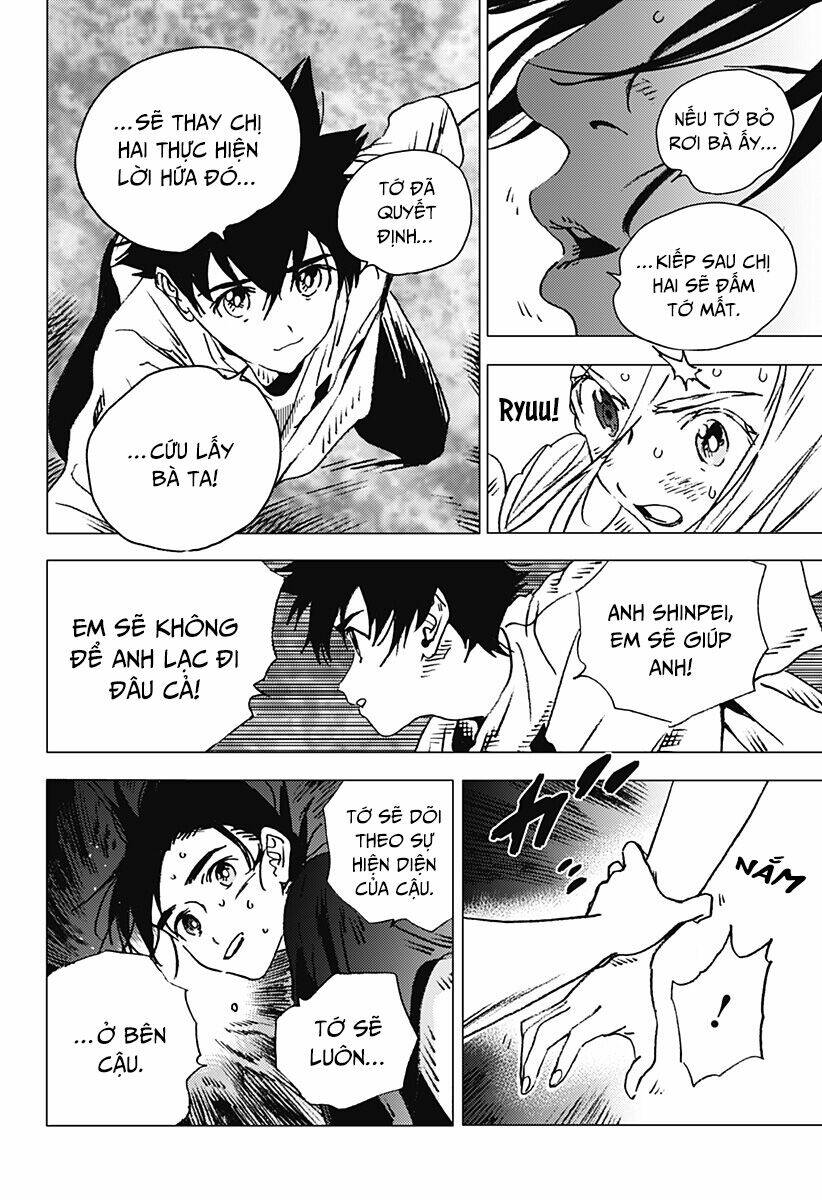 NẾU TỚ BỎ
RƠI BÀ ẤY...
...KIẾP SAU CHỊ
HAI SẼ ĐẤM
TỚ MẤT.
TỚ ĐÃ
QUYẾT
ĐỊNH...
...SẼ THAY CHỊ
HAI THỰC HIỆN
LỜI HỨA ĐÓ...
...CỨU LẤY
BÀ TA!
RYUU!
ANH SHINPEI,
EM SẼ GIÚP
ANH!
EM SẼ KHÔNG
ĐỂ ANH LẠC ĐI
ĐÂU CẢ!
ガッ
NẮM
!
TỚ SẼ DÕI
THEO SỰ
HIỆN DIỆN
CỦA CẬU.
TỚ SẼ
LUÔN...
...Ở BÊN
CẬU.